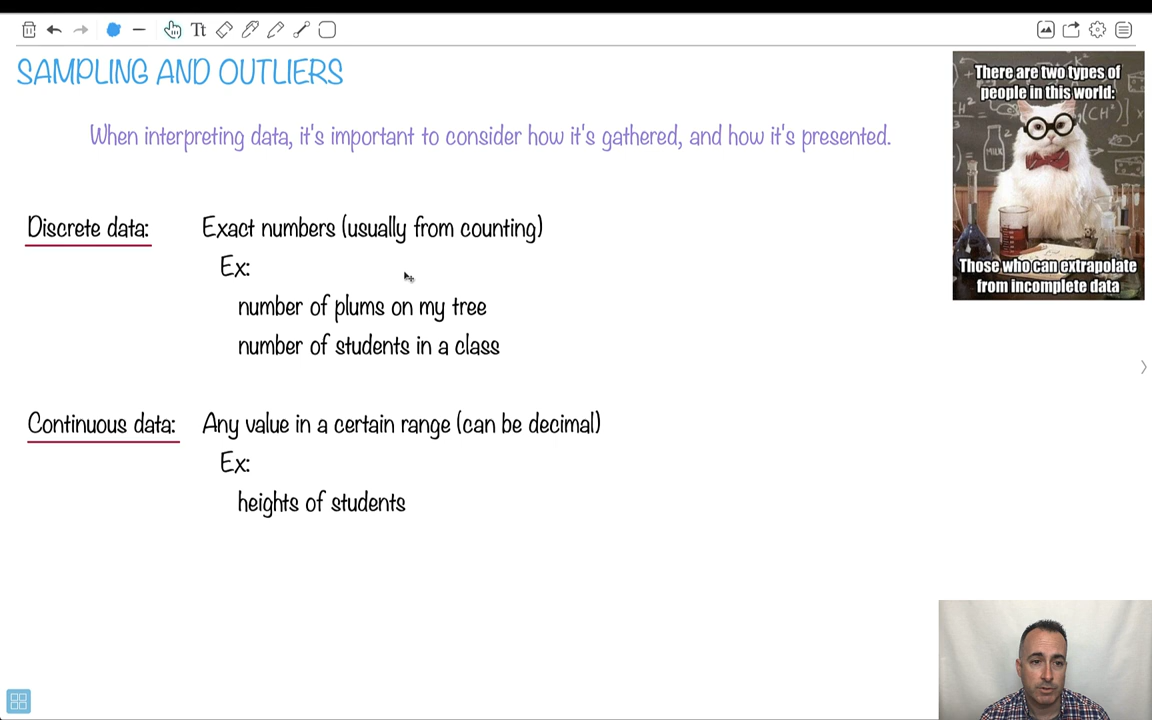 Tt
SAMPLING AND OUTLIERS
When interpreting data, it's important to consider how it's gathered, and how it's presented.
Discrete data: Exact numbers (usually from counting)
Ex:
number of plums on my tree
number of students in a class
Continuous data: Any value in a certain range (can be decimal)
Ex:
heights of students
There are two types of
people in this world:
MILK
Those who can extrapolate
from incomplete data